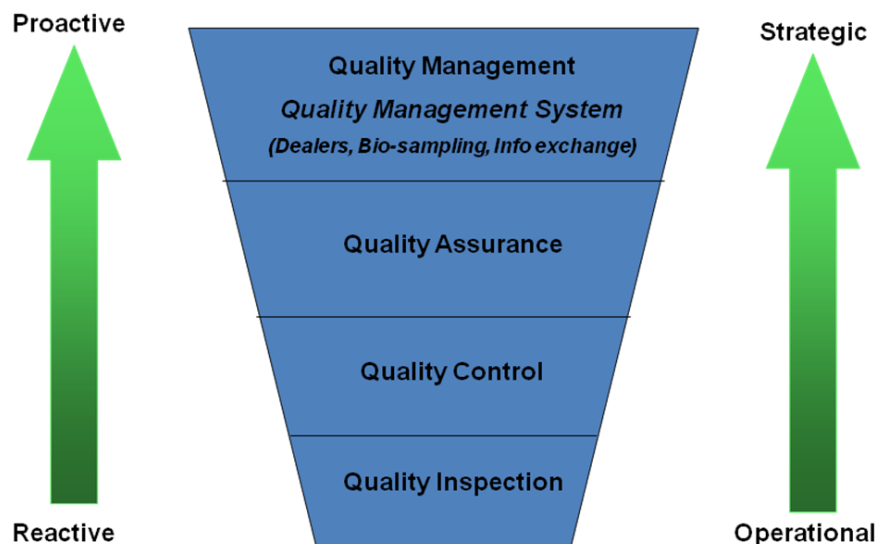 Proactive
Strategic
Quality Management
Quality Management System
(Dealers, Bio-sampling, Info exchange)
Quality Assurance
Quality Control
Quality Inspection
Reactive
Operational